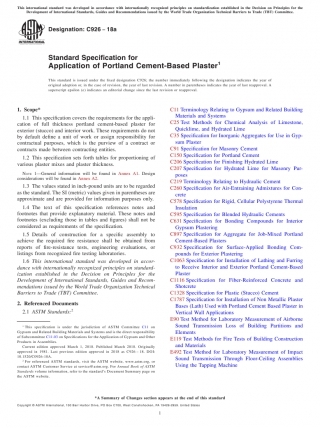 This international standard was developed in accordance with internationally recognized principles on standardization established in the Decision on Principles for the
Development of International Standards, Guides and Recommendations issued by the World Trade Organization Technical Barriers to Trade (TBT) Committee.
Designation: C926 − 18a
Standard Specification for
Application of Portland Cement-Based Plaster1
This standard is issued under the fixed designation C926; the number immediately following the designation indicates the year of
original adoption or, in the case of revision, the year of last revision. A number in parentheses indicates the year of last reapproval. A
superscript epsilon (ε) indicates an editorial change since the last revision or reapproval.
1. Scope*
1.1 This specification covers the requirements for the appli-
cation of full thickness portland cement-based plaster for
exterior (stucco) and interior work. These requirements do not
by default define a unit of work or assign responsibility for
contractual purposes, which is the purview of a contract or
contracts made between contracting entities.
1.2 This specification sets forth tables for proportioning of
various plaster mixes and plaster thickness.
NOTE 1—General information will be found in Annex A1. Design
considerations will be found in Annex A2.
1.3 The values stated in inch-pound units are to be regarded
as standard. The SI (metric) values given in parentheses are
approximate and are provided for information purposes only.
1.4 The text of this specification references notes and
footnotes that provide explanatory material. These notes and
footnotes (excluding those in tables and figures) shall not be
considered as requirements of the specification.
1.5 Details of construction for a specific assembly to
achieve the required fire resistance shall be obtained from
reports of fire-resistance tests, engineering evaluations, or
listings from recognized fire testing laboratories.
1.6 This international standard was developed in accor-
dance with internationally recognized principles on standard-
ization established in the Decision on Principles for the
Development of International Standards, Guides and Recom-
mendations issued by the World Trade Organization Technical
Barriers to Trade (TBT) Committee.
2. Referenced Documents
2.1 ASTM Standards:2
1 This specification is under the jurisdiction of ASTM Committee C11 on
Gypsum and Related Building Materials and Systems and is the direct responsibility
of Subcommittee C11.03 on Specifications for the Application of Gypsum and Other
Products in Assemblies.
Current edition approved March 1, 2018. Published March 2018. Originally
approved in 1981. Last previous edition approved in 2018 as C926 – 18. DOI:
10.1520/C0926-18A.
2 For referenced ASTM standards, visit the ASTM website, www.astm.org, or
contact ASTM Customer Service at service@astm.org. For Annual Book of ASTM
Standards volume information, refer to the standard's Document Summary page on
the ASTM website.
C11 Terminology Relating to Gypsum and Related Building
Materials and Systems
C25 Test Methods for Chemical Analysis of Limestone,
Quicklime, and Hydrated Lime
C35 Specification for Inorganic Aggregates for Use in Gyp-
sum Plaster
C91 Specification for Masonry Cement
C150 Specification for Portland Cement
C206 Specification for Finishing Hydrated Lime
C207 Specification for Hydrated Lime for Masonry Pur-
poses
C219 Terminology Relating to Hydraulic Cement
C260 Specification for Air-Entraining Admixtures for Con-
crete
C578 Specification for Rigid, Cellular Polystyrene Thermal
Insulation
C595 Specification for Blended Hydraulic Cements
C631 Specification for Bonding Compounds for Interior
Gypsum Plastering
C897 Specification for Aggregate for Job-Mixed Portland
Cement-Based Plasters
C932 Specification for Surface-Applied Bonding Com-
pounds for Exterior Plastering
C1063 Specification for Installation of Lathing and Furring
to Receive Interior and Exterior Portland Cement-Based
Plaster
C1116 Specification for Fiber-Reinforced Concrete and
Shotcrete
C1328 Specification for Plastic (Stucco) Cement
C1787 Specification for Installation of Non Metallic Plaster
Bases (Lath) Used with Portland Cement Based Plaster in
Vertical Wall Applications
E90 Test Method for Laboratory Measurement of Airborne
Sound Transmission Loss of Building Partitions and
Elements
E119 Test Methods for Fire Tests of Building Construction
and Materials
E492 Test Method for Laboratory Measurement of Impact
Sound Transmission Through Floor-Ceiling Assemblies
Using the Tapping Machine
*A Summary of Changes section appears at the end of this standard
Copyright © ASTM International, 100 Barr Harbor Drive, PO Box C700, West Conshohocken, PA 19428-2959. United States
1